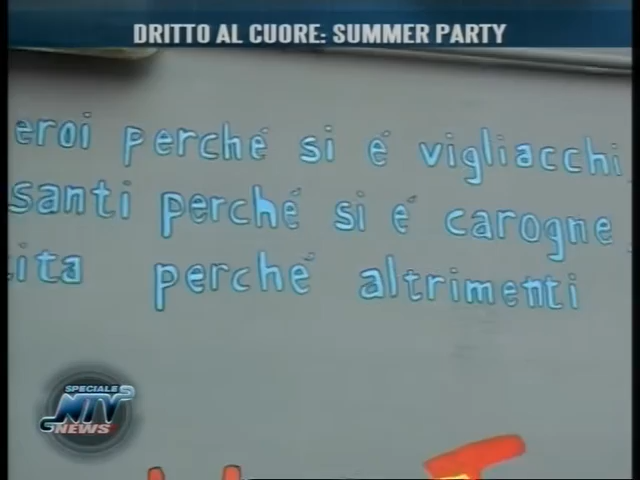 DRITTO AL CUORE: SUMMER PARTY
eroi perché si é vigliacchi
santi perché si é carogne
ita perché altrimenti
SPECIALE
NTV
NEWS